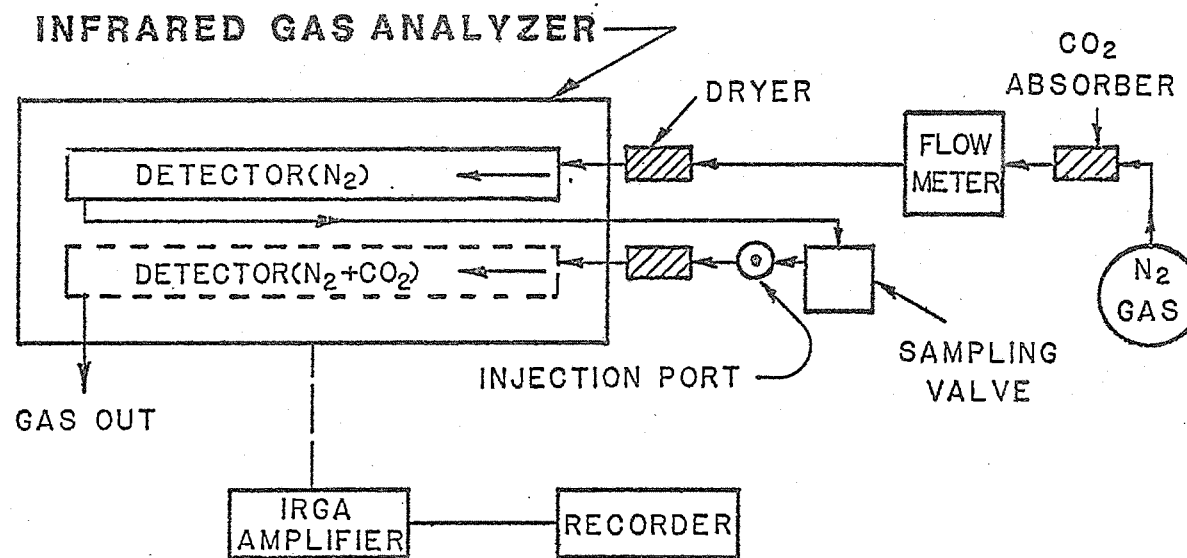 INFRARED GAS ANALYZER
CO2
ABSORBER
DRYER
FLOW
METER
DETECTOR(N2)
DETECTOR(N2+CO2)
N2
GAS
SAMPLING
VALVE
INJECTION PORT
GAS OUT
IRGA
AMPLIFIER
RECORDER